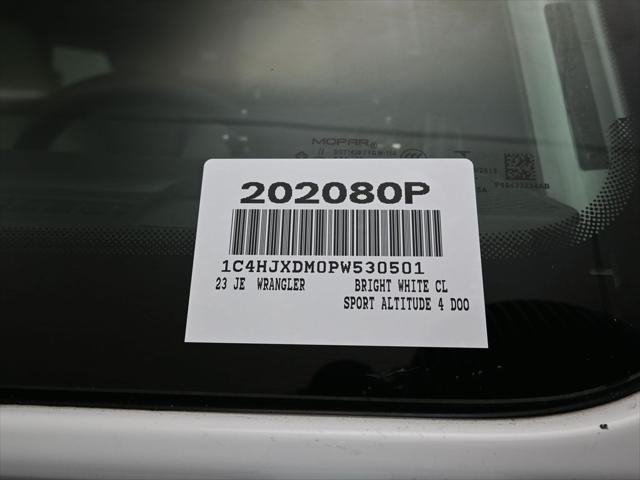 MOPAR®
202080P
1C4HJXDM0PW530501
23 JE WRANGLER BRIGHT WHITE CL
SPORT ALTITUDE 4 DOO